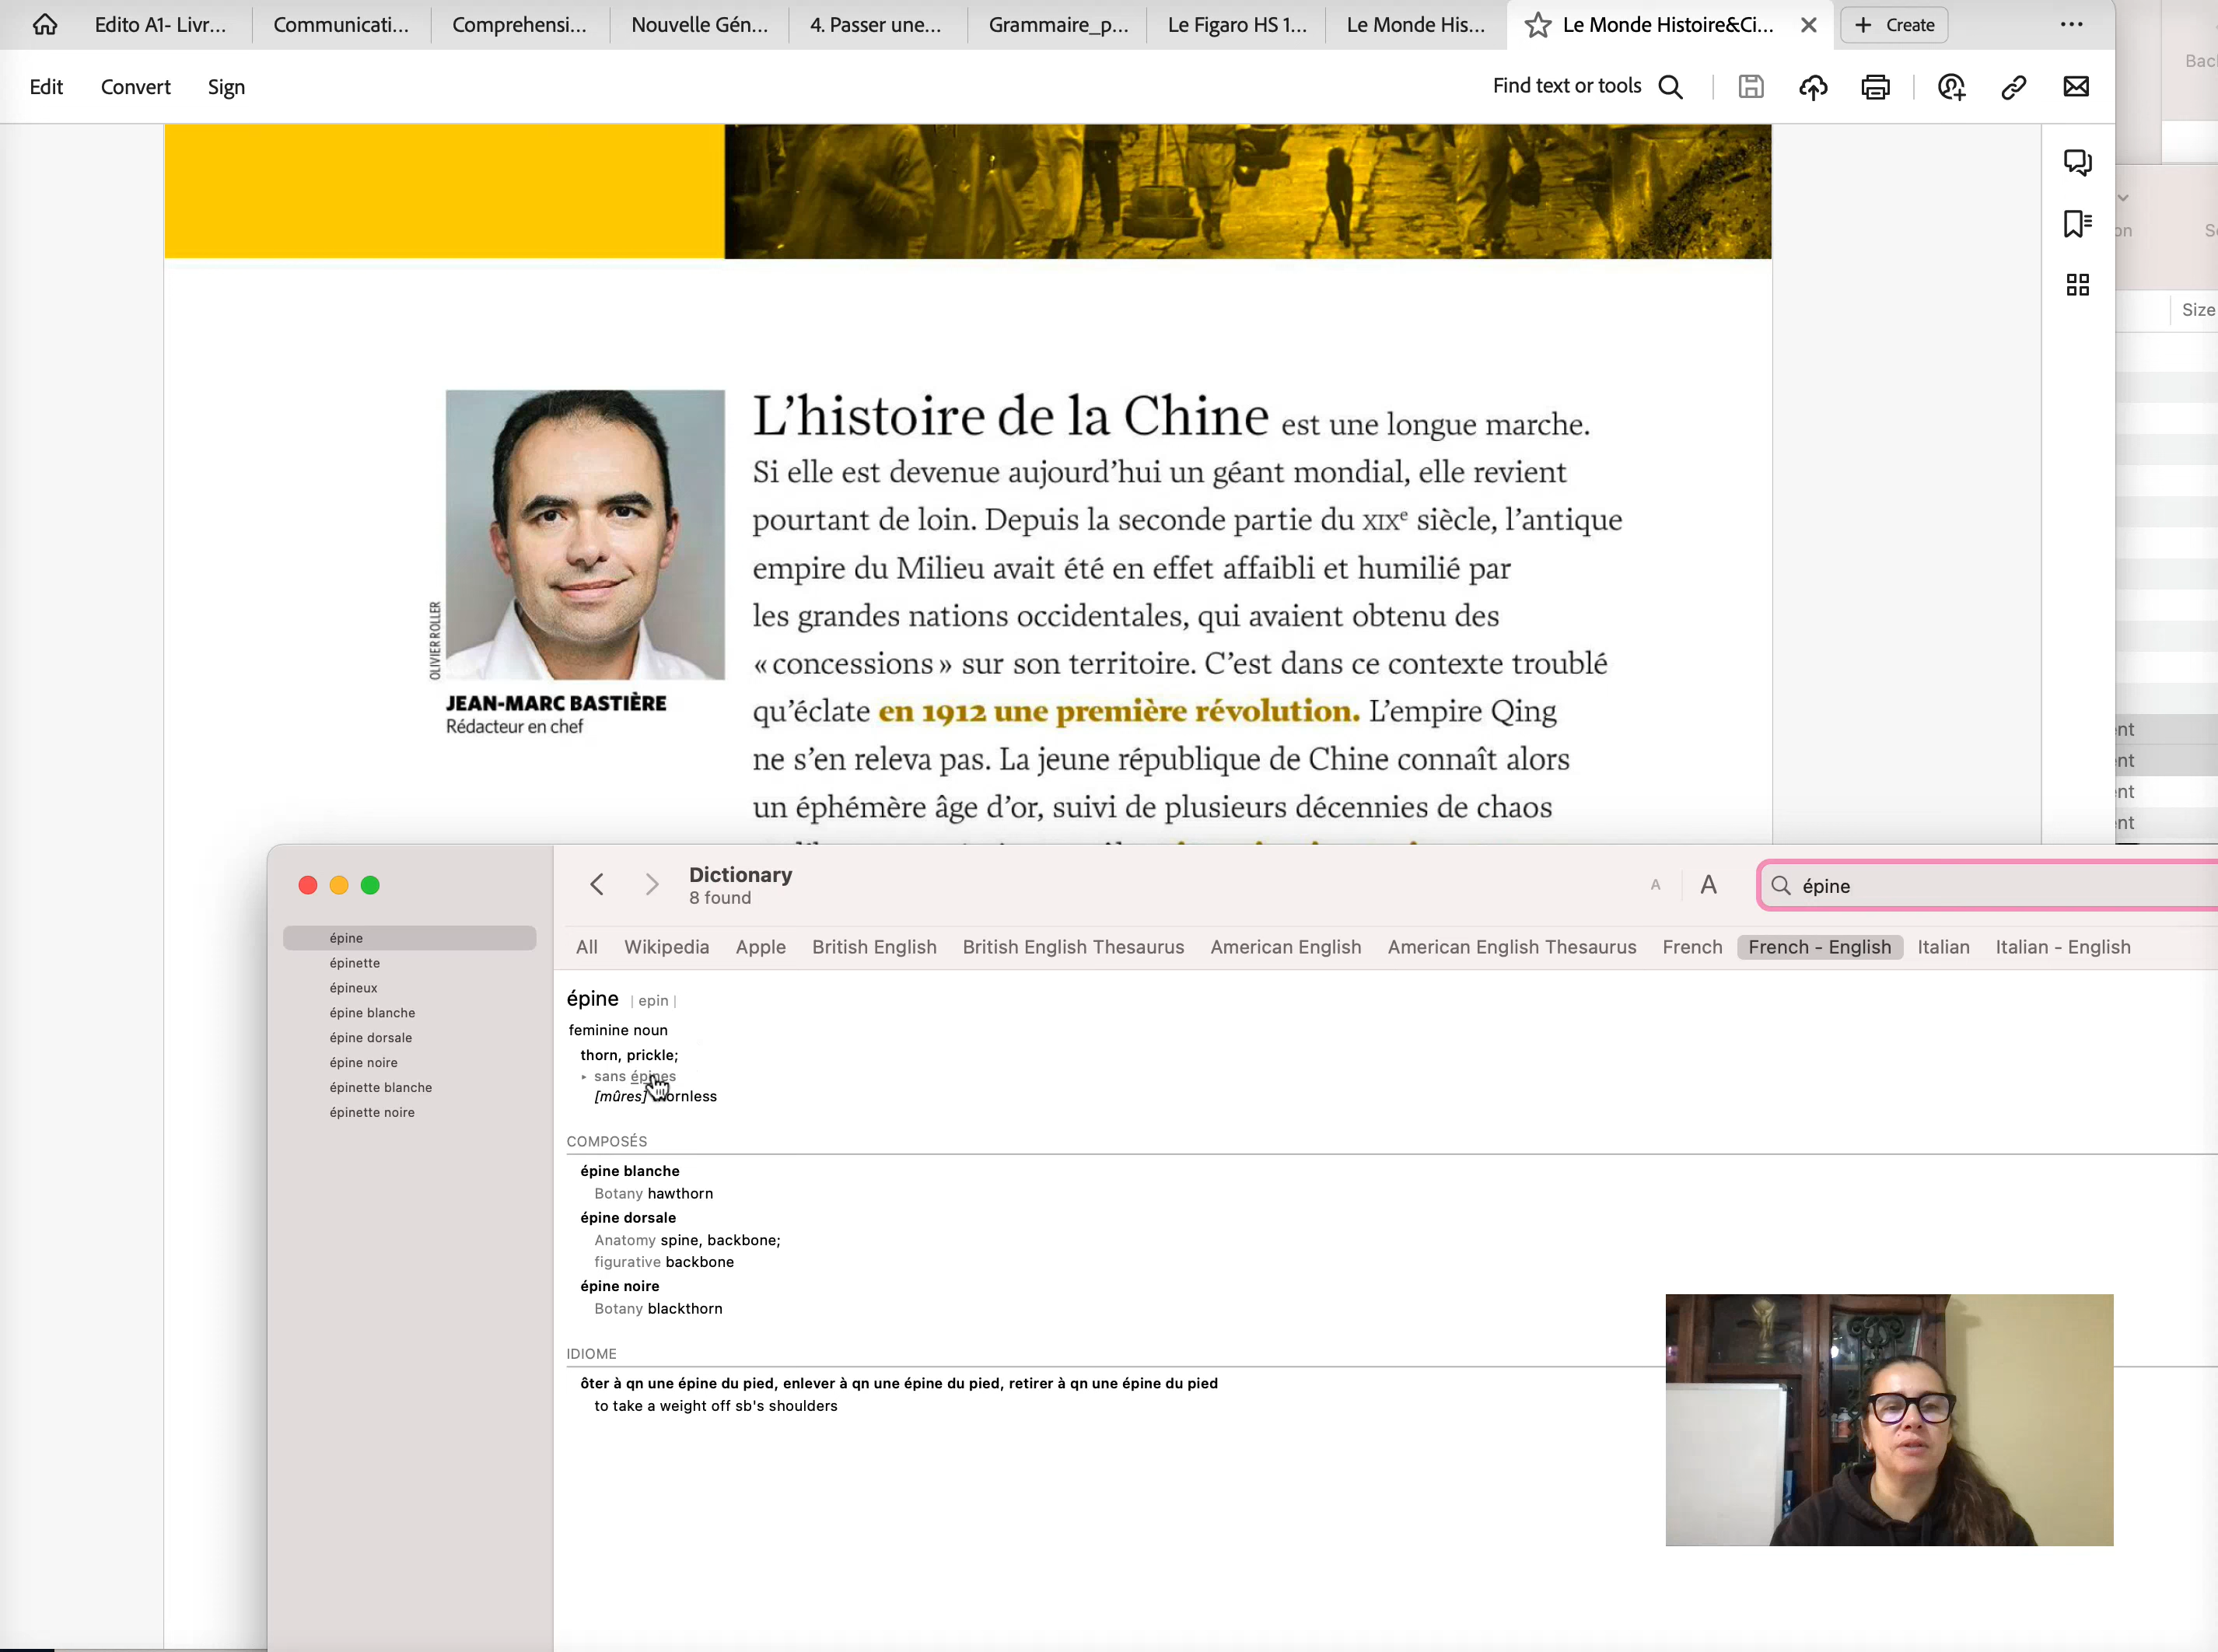 Edito A1- Livr...
Communicati...
Comprehensi...
Nouvelle Gén...
4. Passer une...
Grammaire_p...
Le Figaro HS 1...
Le Monde His...
Le Monde Histoire&Ci...
Create
Edit
Convert
Sign
Find text or tools
Size
L'histoire de la Chine est une longue marche.
Si elle est devenue aujourd'hui un géant mondial, elle revient
pourtant de loin. Depuis la seconde partie du XIXe siècle, l'antique
empire du Milieu avait été en effet affaibli et humilié par
les grandes nations occidentales, qui avaient obtenu des
« concessions » sur son territoire. C'est dans ce contexte troublé
qu'éclate en 1912 une première révolution. L'empire Qing
ne s'en releva pas. La jeune république de Chine connaît alors
un éphémère âge d'or, suivi de plusieurs décennies de chaos
OLIVIER ROLLER
JEAN-MARC BASTIÈRE
Rédacteur en chef
Dictionary
8 found
A
A
épine
All
Wikipedia
Apple
British English
British English Thesaurus
American English
American English Thesaurus
French
French - English
Italian
Italian - English
épine
épinette
épineux
épine blanche
épine dorsale
épine noire
épinette blanche
épinette noire
épine | epin |
feminine noun
thorn, prickle;
▸ sans épines
[mûres]
COMPOSÉS
épine blanche
Botany hawthorn
épine dorsale
Anatomy spine, backbone;
figurative backbone
épine noire
Botany blackthorn
IDIOME
ôter à qn une épine du pied, enlever à qn une épine du pied, retirer à qn une épine du pied
to take a weight off sb's shoulders